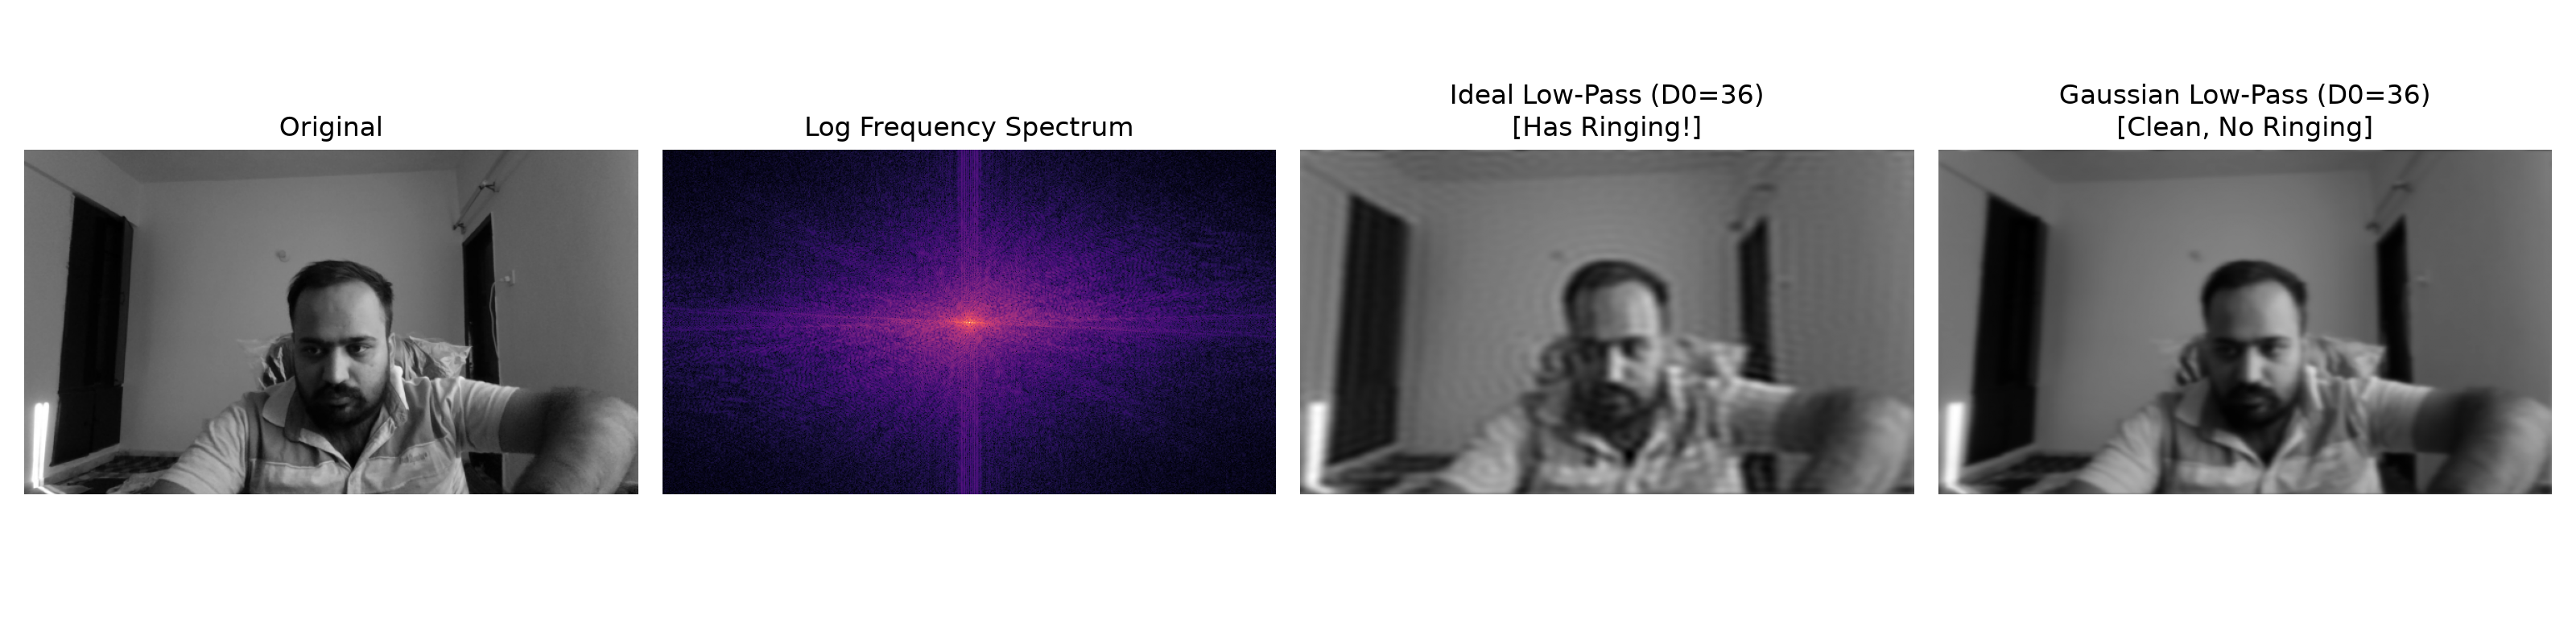 Original
Log Frequency Spectrum
Ideal Low-Pass (D0=36)
[Has Ringing!]
Gaussian Low-Pass (D0=36)
[Clean, No Ringing]